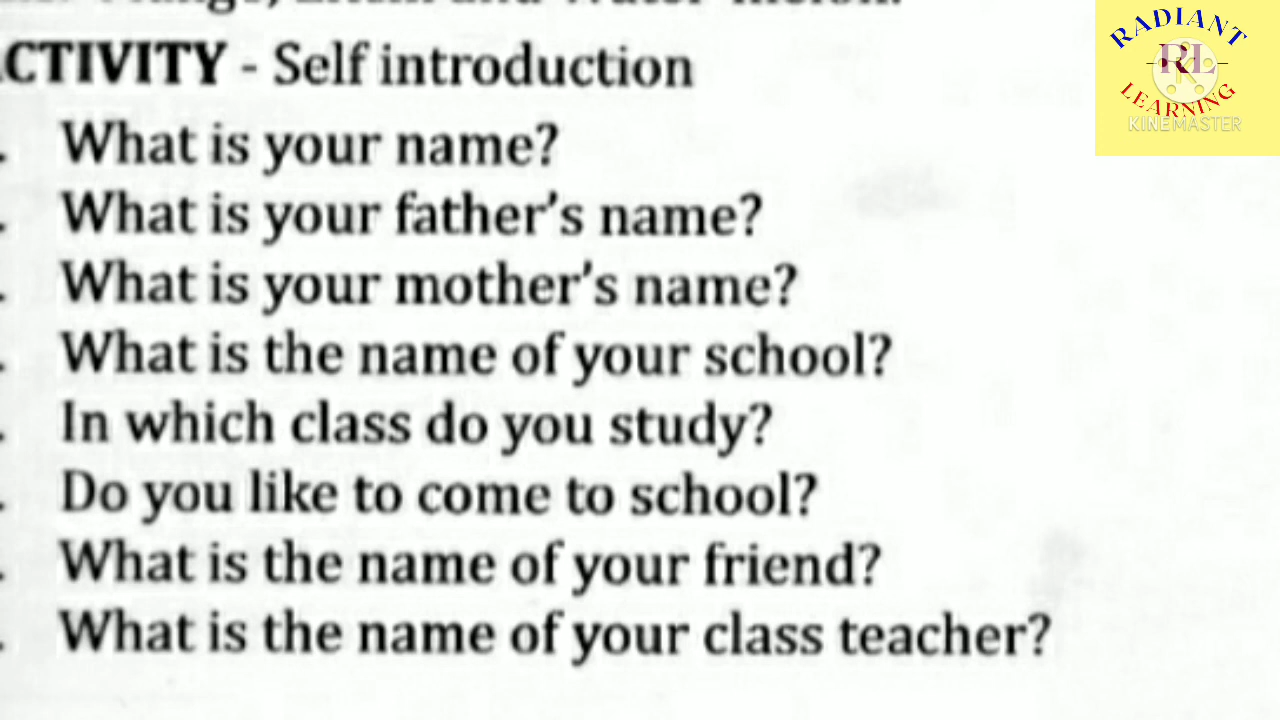 ACTIVITY - Self introduction
What is your name?
What is your father's name?
What is your mother's name?
What is the name of your school?
In which class do you study?
Do you like to come to school?
What is the name of your friend?
What is the name of your class teacher?
RADIANT
RL
LEARNING
KINEMASTER